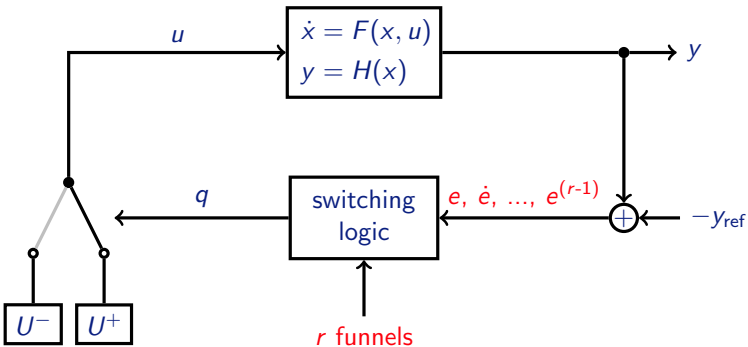 u
ẋ = F(x, u)
y = H(x)
y
q
switching
logic
e, ė, ..., e^(r-1)
+
−y_ref
U⁻
U⁺
r funnels